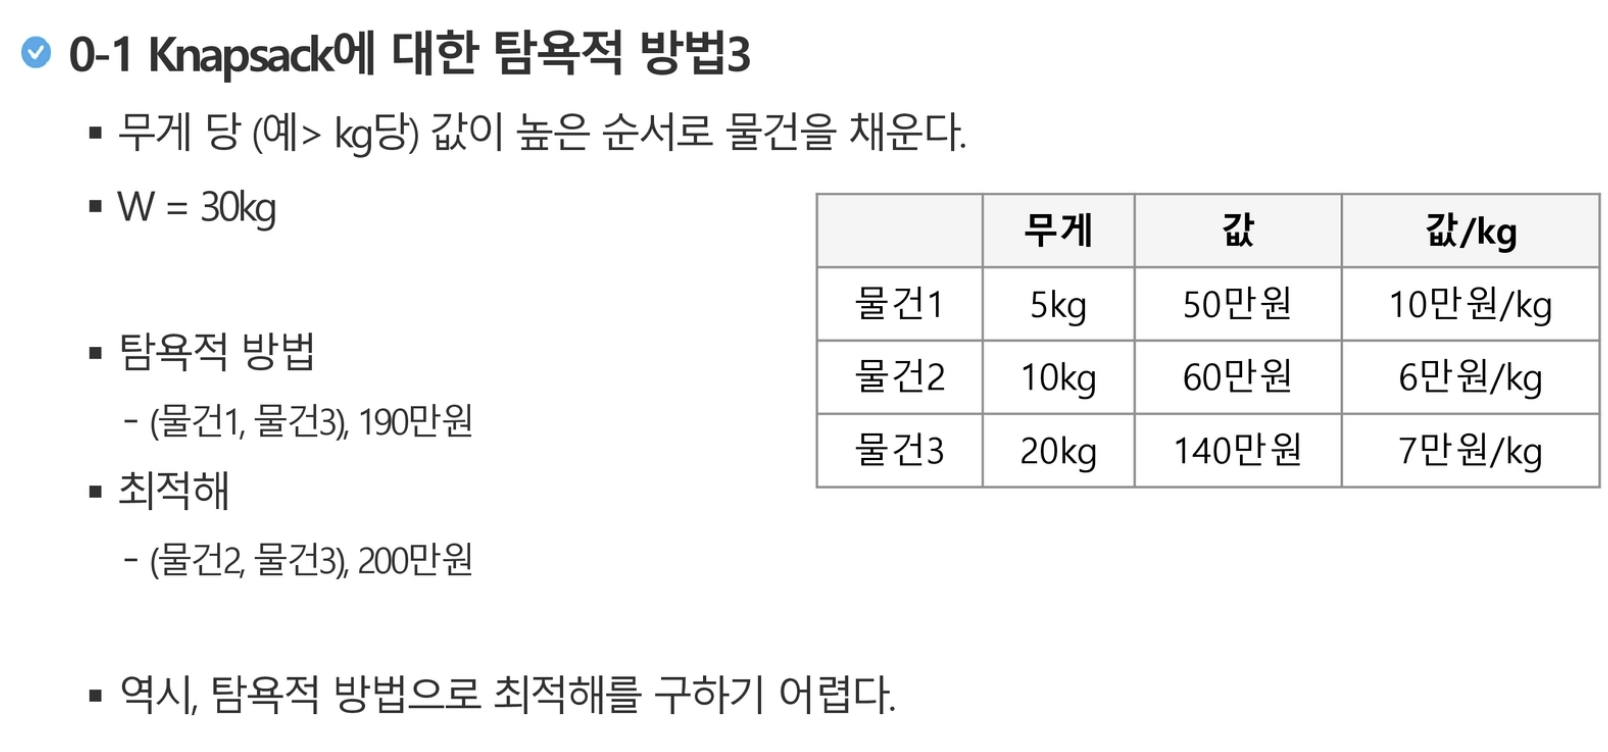 0-1 Knapsack에 대한 탐욕적 방법3
▪ 무게 당 (예> kg당) 값이 높은 순서로 물건을 채운다.
▪ W = 30kg
▪ 탐욕적 방법
- (물건1, 물건3), 190만원
▪ 최적해
- (물건2, 물건3), 200만원
무게 값 값/kg
물건1 5kg 50만원 10만원/kg
물건2 10kg 60만원 6만원/kg
물건3 20kg 140만원 7만원/kg
▪ 역시, 탐욕적 방법으로 최적해를 구하기 어렵다.